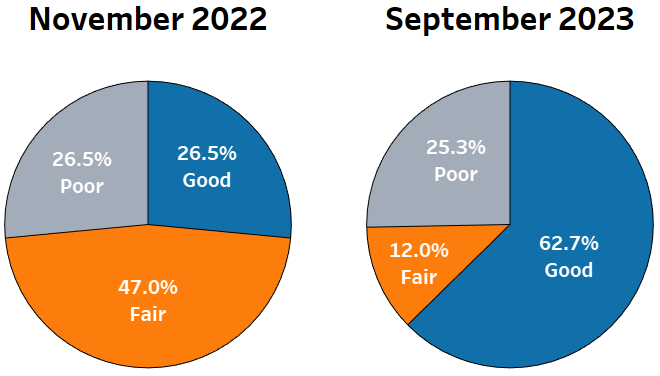 November 2022
26.5%
Poor
26.5%
Good
47.0%
Fair
September 2023
25.3%
Poor
12.0%
Fair
62.7%
Good